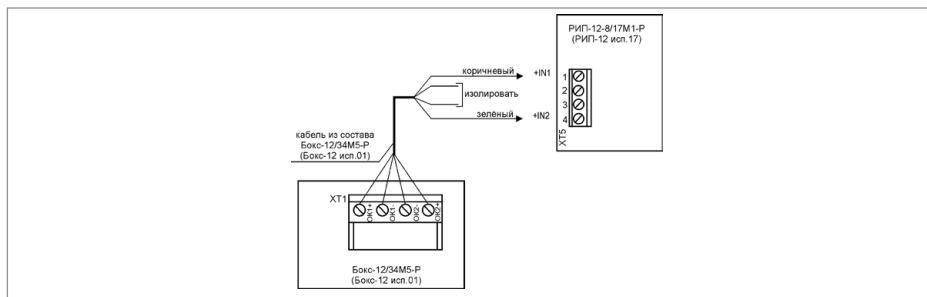 РИП-12-8/17М1-Р
(РИП-12 исп.17)
коричневый
+IN1
1
2
изолировать
3
зелёный
+IN2
4
XT5
кабель из состава
Бокс-12/34М5-Р
(Бокс-12 исп.01)
XT1
ОК1+
ОК1-
ОК2-
ОК2+
Бокс-12/34М5-Р
(Бокс-12 исп.01)